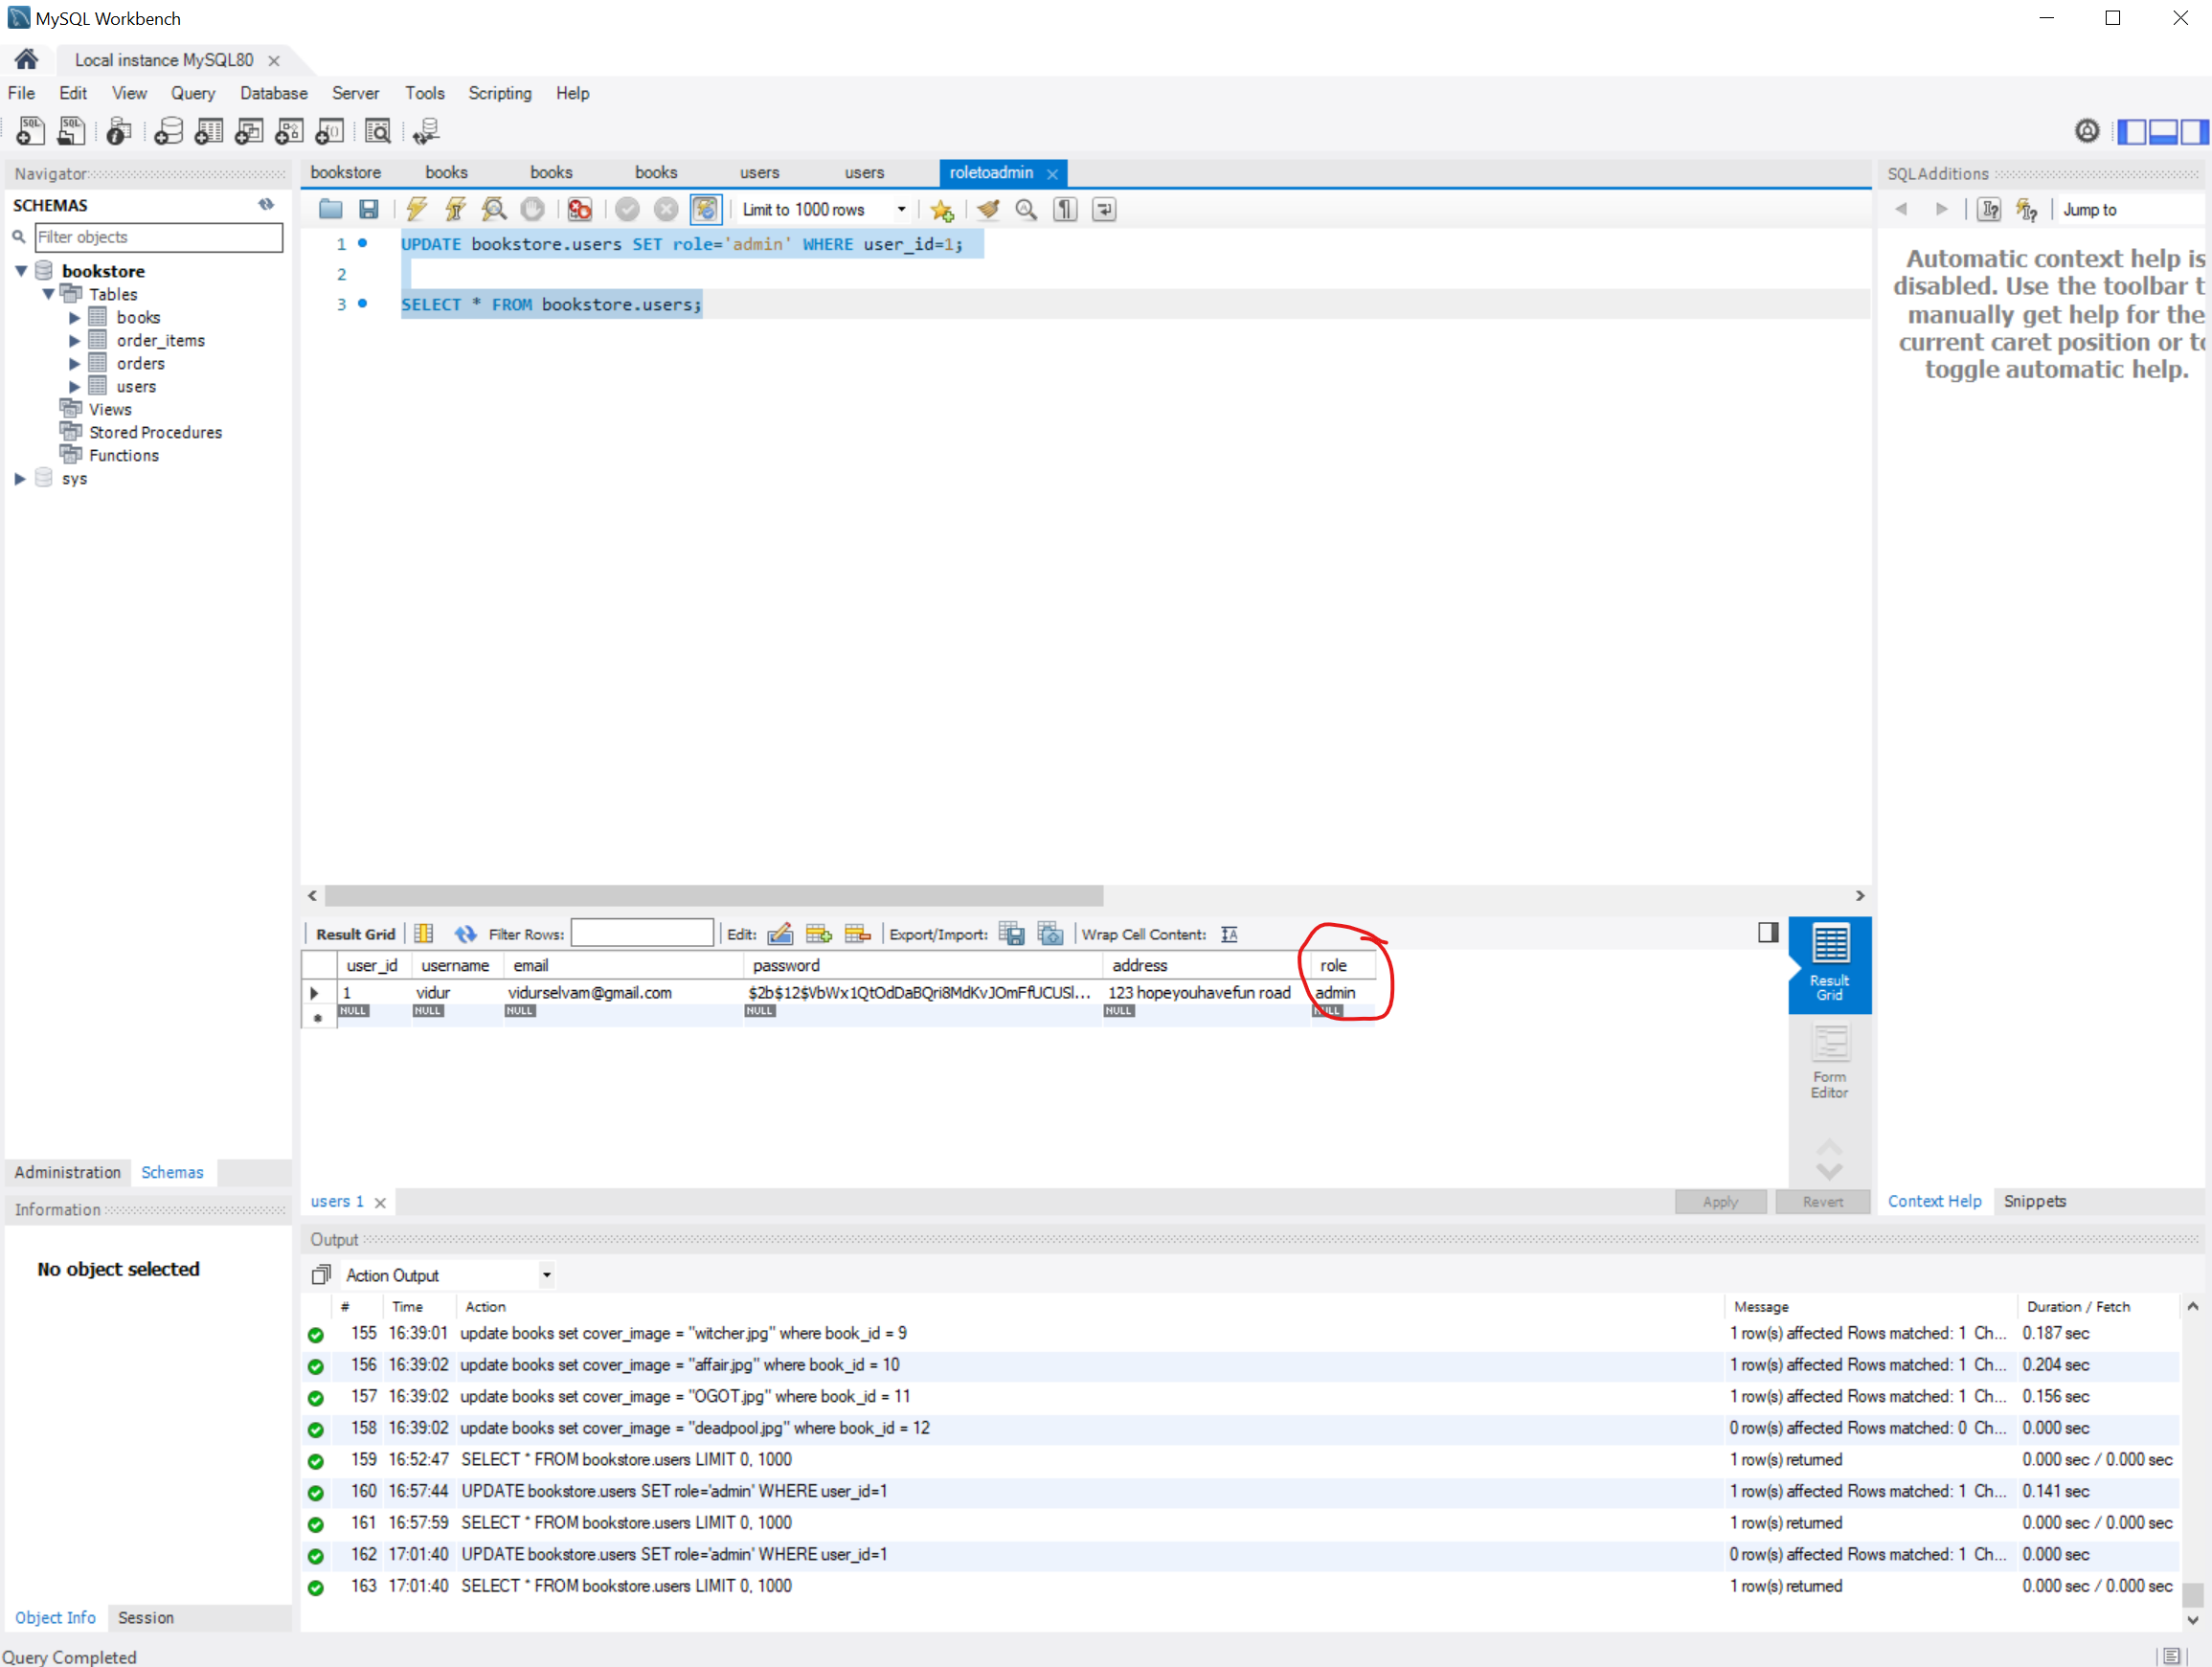 MySQL Workbench
Local instance MySQL80
File Edit View Query Database Server Tools Scripting Help
Navigator
SCHEMAS
Filter objects
bookstore
Tables
books
order_items
orders
users
Views
Stored Procedures
Functions
sys
Administration Schemas
Information
No object selected
Object Info Session
bookstore books books books users users roletoadmin
Limit to 1000 rows
1 UPDATE bookstore.users SET role='admin' WHERE user_id=1;
2
3 SELECT * FROM bookstore.users;
Result Grid Filter Rows: Edit: Export/Import: Wrap Cell Content:
user_id username email password address role
1 vidur vidurselvam@gmail.com $2b$12$VbWx1QtOdDaBQri8MdKvJOmFfUCUSl... 123 hopeyouhavefun road admin
NULL NULL NULL NULL NULL NULL
Result
Grid
Form
Editor
users 1
Apply Revert
SQLAdditions
Jump to
Automatic context help is
disabled. Use the toolbar t
manually get help for the
current caret position or to
toggle automatic help.
Context Help Snippets
Output
Action Output
# Time Action Message Duration / Fetch
155 16:39:01 update books set cover_image = "witcher.jpg" where book_id = 9 1 row(s) affected Rows matched: 1 Ch... 0.187 sec
156 16:39:02 update books set cover_image = "affair.jpg" where book_id = 10 1 row(s) affected Rows matched: 1 Ch... 0.204 sec
157 16:39:02 update books set cover_image = "OGOT.jpg" where book_id = 11 1 row(s) affected Rows matched: 1 Ch... 0.156 sec
158 16:39:02 update books set cover_image = "deadpool.jpg" where book_id = 12 0 row(s) affected Rows matched: 0 Ch... 0.000 sec
159 16:52:47 SELECT * FROM bookstore.users LIMIT 0, 1000 1 row(s) returned 0.000 sec / 0.000 sec
160 16:57:44 UPDATE bookstore.users SET role='admin' WHERE user_id=1 1 row(s) affected Rows matched: 1 Ch... 0.141 sec
161 16:57:59 SELECT * FROM bookstore.users LIMIT 0, 1000 1 row(s) returned 0.000 sec / 0.000 sec
162 17:01:40 UPDATE bookstore.users SET role='admin' WHERE user_id=1 0 row(s) affected Rows matched: 1 Ch... 0.000 sec
163 17:01:40 SELECT * FROM bookstore.users LIMIT 0, 1000 1 row(s) returned 0.000 sec / 0.000 sec
Query Completed